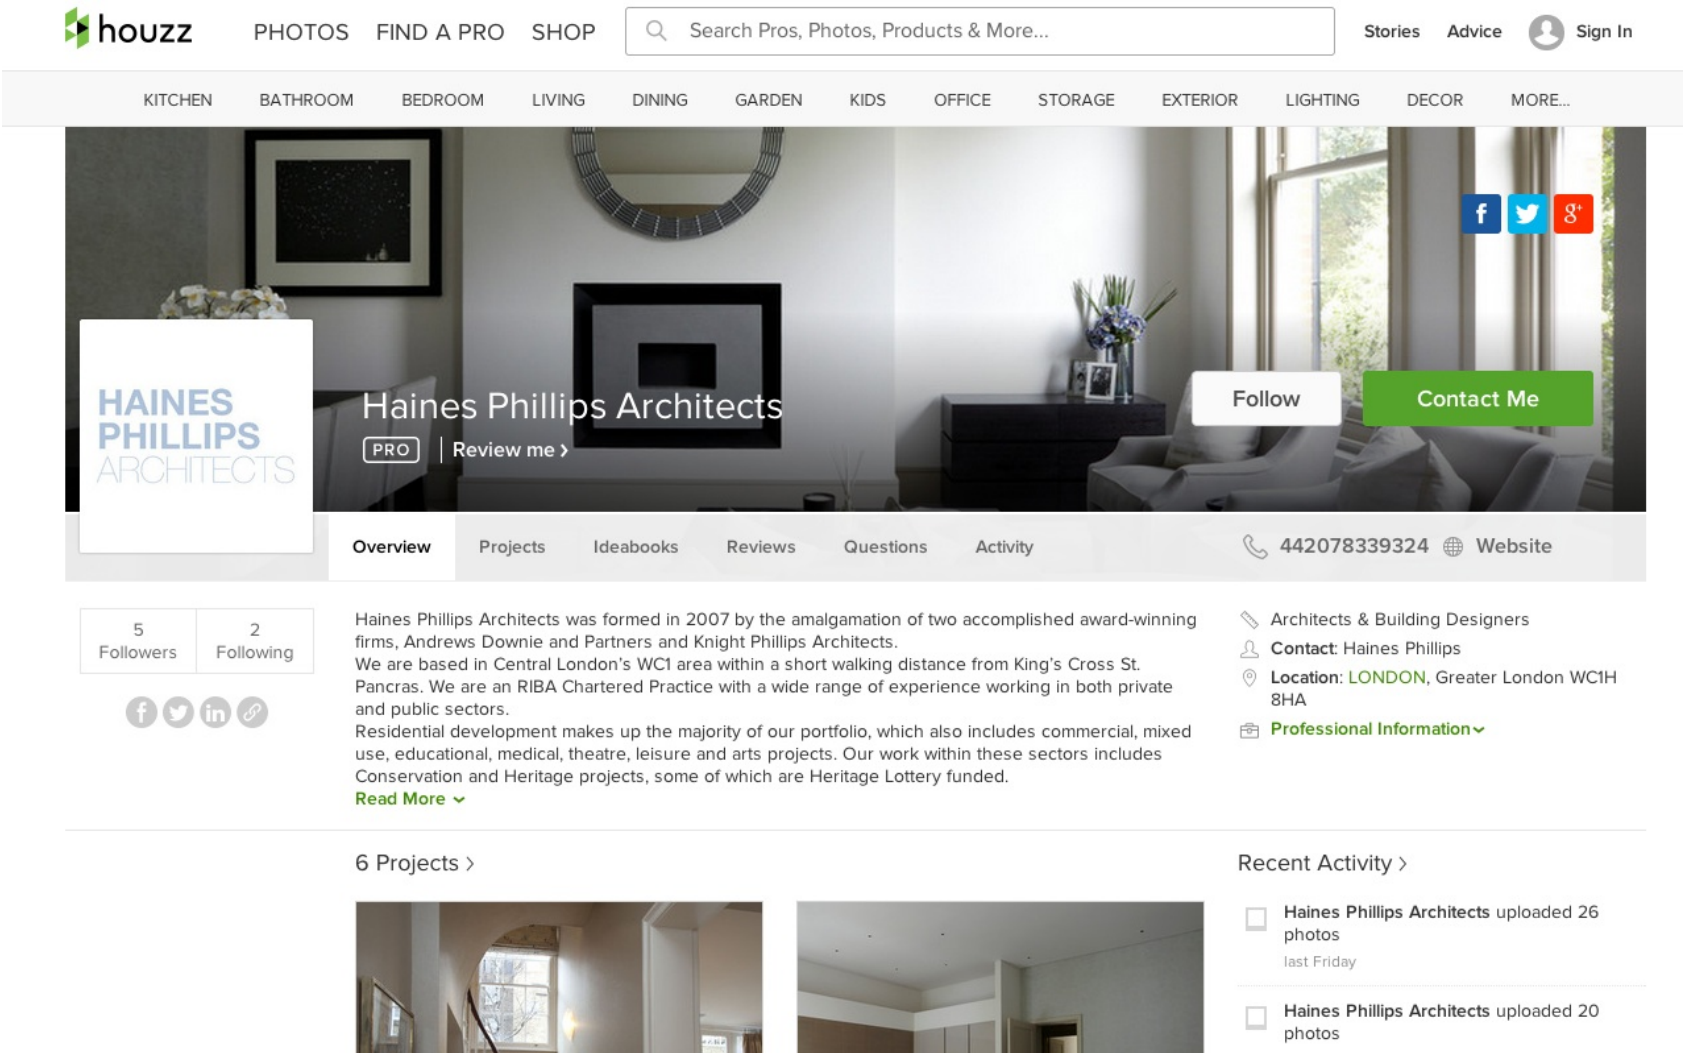 houzz
PHOTOS FIND A PRO SHOP
Search Pros, Photos, Products & More...
Stories Advice Sign In
KITCHEN BATHROOM BEDROOM LIVING DINING GARDEN KIDS OFFICE STORAGE EXTERIOR LIGHTING DECOR MORE...
f g+
HAINES
PHILLIPS
ARCHITECTS
Haines Phillips Architects
PRO Review me
Follow Contact Me
Overview Projects Ideabooks Reviews Questions Activity 442078339324 Website
5
Followers
2
Following
f in
Haines Phillips Architects was formed in 2007 by the amalgamation of two accomplished award-winning
firms, Andrews Downie and Partners and Knight Phillips Architects.
We are based in Central London's WC1 area within a short walking distance from King's Cross St.
Pancras. We are an RIBA Chartered Practice with a wide range of experience working in both private
and public sectors.
Residential development makes up the majority of our portfolio, which also includes commercial, mixed
use, educational, medical, theatre, leisure and arts projects. Our work within these sectors includes
Conservation and Heritage projects, some of which are Heritage Lottery funded.
Read More
Architects & Building Designers
Contact: Haines Phillips
Location: LONDON, Greater London WC1H
8HA
Professional Information
6 Projects
Recent Activity
Haines Phillips Architects uploaded 26
photos
last Friday
Haines Phillips Architects uploaded 20
photos